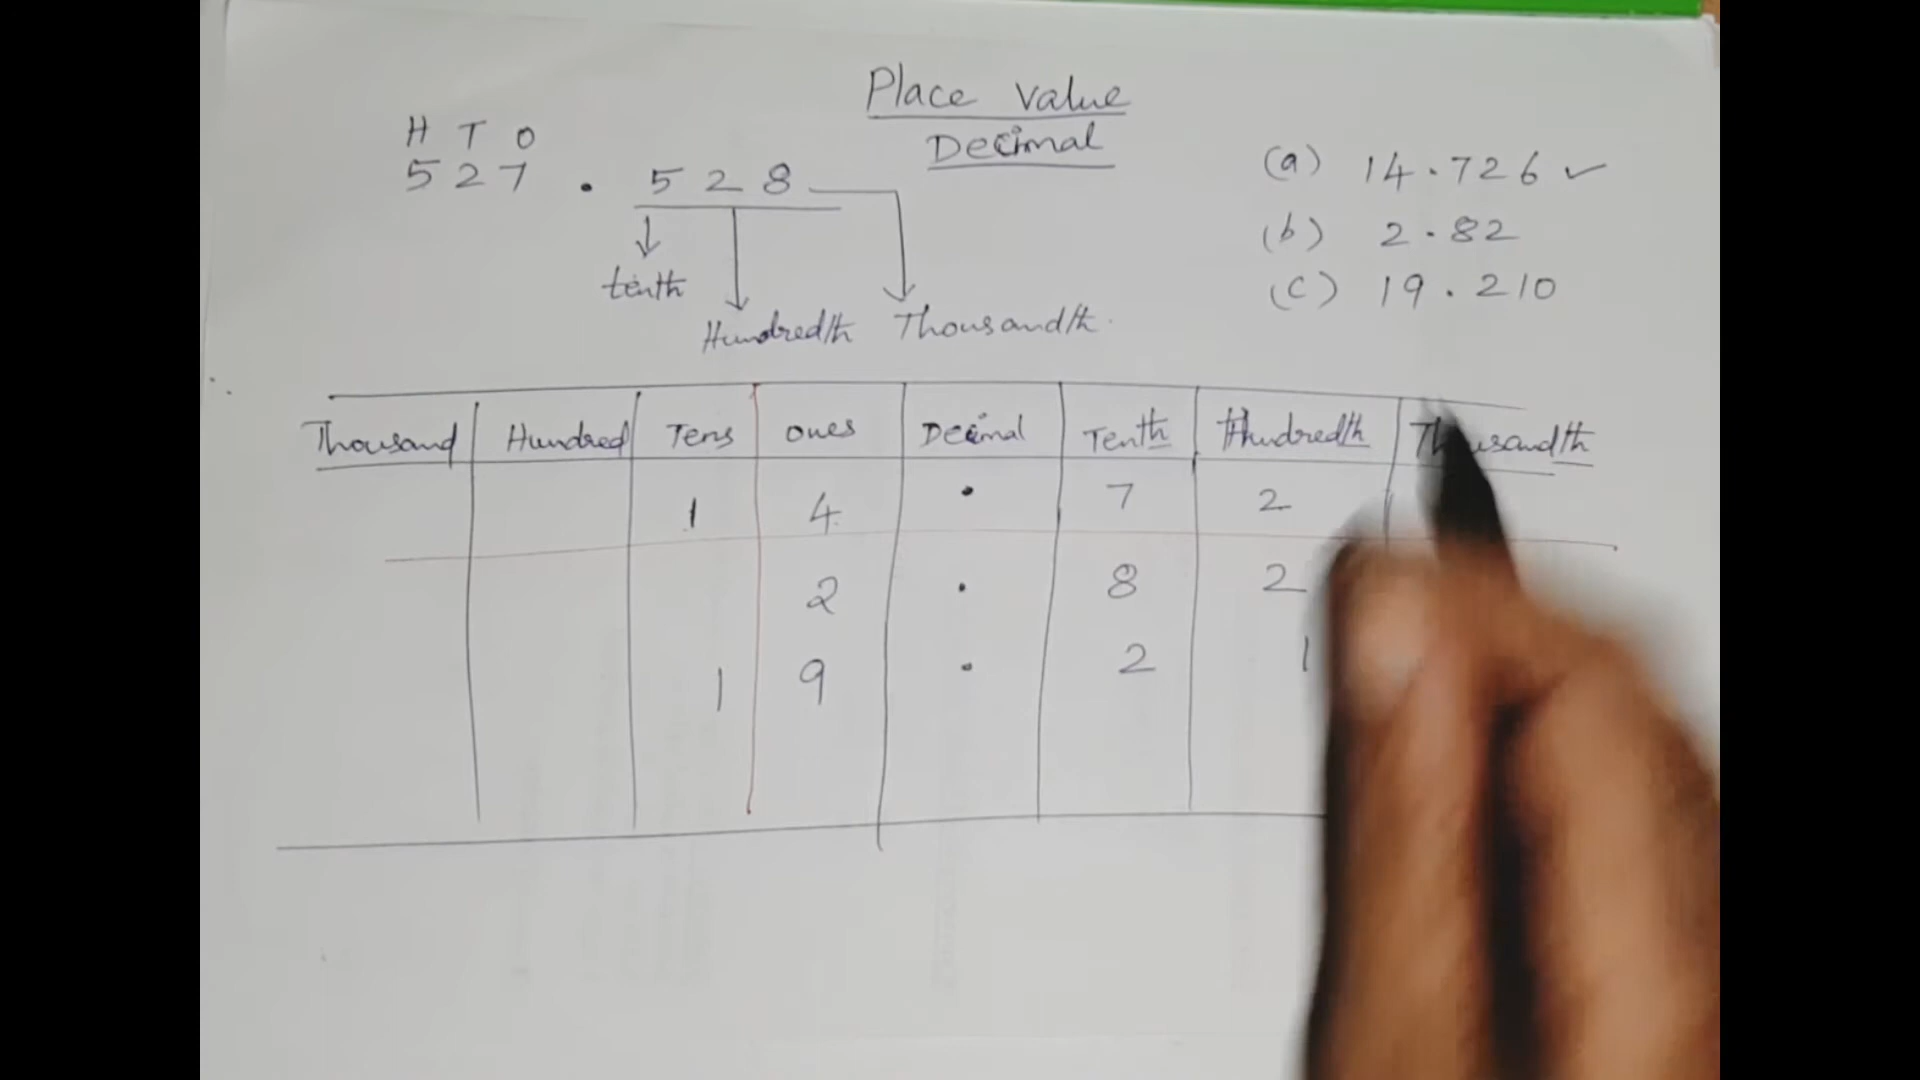 Place Value
Decimal
H T O
527 . 528
tenth
Hundredth Thousandth
(a) 14.726 ✓
(b) 2.82
(c) 19.210
Thousand Hundred Tens ones Decimal Tenth Hundredth Thousandth
1 4 . 7 2
2 . 8 2
1 9 . 2 1